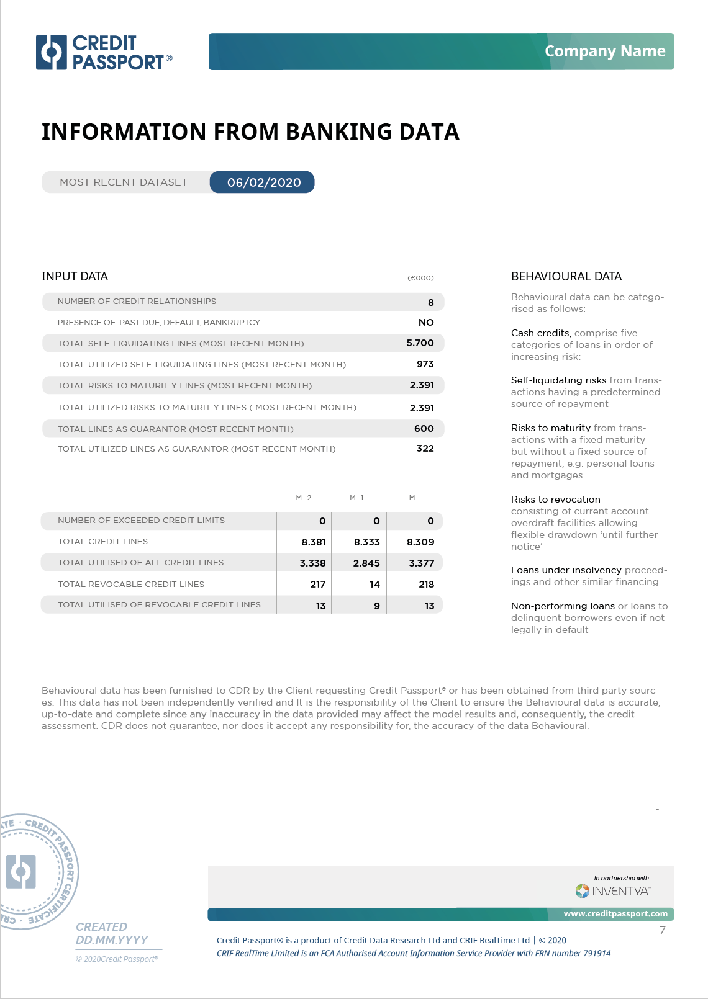 CREDIT
PASSPORT®
Company Name
INFORMATION FROM BANKING DATA
MOST RECENT DATASET 06/02/2020
INPUT DATA (€000)
NUMBER OF CREDIT RELATIONSHIPS 8
PRESENCE OF: PAST DUE, DEFAULT, BANKRUPTCY NO
TOTAL SELF-LIQUIDATING LINES (MOST RECENT MONTH) 5.700
TOTAL UTILIZED SELF-LIQUIDATING LINES (MOST RECENT MONTH) 973
TOTAL RISKS TO MATURIT Y LINES (MOST RECENT MONTH) 2.391
TOTAL UTILIZED RISKS TO MATURIT Y LINES ( MOST RECENT MONTH) 2.391
TOTAL LINES AS GUARANTOR (MOST RECENT MONTH) 600
TOTAL UTILIZED LINES AS GUARANTOR (MOST RECENT MONTH) 322
M -2 M -1 M
NUMBER OF EXCEEDED CREDIT LIMITS 0 0 0
TOTAL CREDIT LINES 8.381 8.333 8.309
TOTAL UTILISED OF ALL CREDIT LINES 3.338 2.845 3.377
TOTAL REVOCABLE CREDIT LINES 217 14 218
TOTAL UTILISED OF REVOCABLE CREDIT LINES 13 9 13
BEHAVIOURAL DATA
Behavioural data can be catego-
rised as follows:
Cash credits, comprise five
categories of loans in order of
increasing risk:
Self-liquidating risks from trans-
actions having a predetermined
source of repayment
Risks to maturity from trans-
actions with a fixed maturity
but without a fixed source of
repayment, e.g. personal loans
and mortgages
Risks to revocation
consisting of current account
overdraft facilities allowing
flexible drawdown ‘until further
notice’
Loans under insolvency proceed-
ings and other similar financing
Non-performing loans or loans to
delinquent borrowers even if not
legally in default
Behavioural data has been furnished to CDR by the Client requesting Credit Passport® or has been obtained from third party sourc
es. This data has not been independently verified and It is the responsibility of the Client to ensure the Behavioural data is accurate,
up-to-date and complete since any inaccuracy in the data provided may affect the model results and, consequently, the credit
assessment. CDR does not guarantee, nor does it accept any responsibility for, the accuracy of the data Behavioural.
-
ATE · CREDIT PASSPORT CERTIFICATE · CRE
CREATED
DD.MM.YYYY
© 2020Credit Passport®
In partnership with
INVENTYA™
www.creditpassport.com
7
Credit Passport® is a product of Credit Data Research Ltd and CRIF RealTime Ltd | © 2020
CRIF RealTime Limited is an FCA Authorised Account Information Service Provider with FRN number 791914